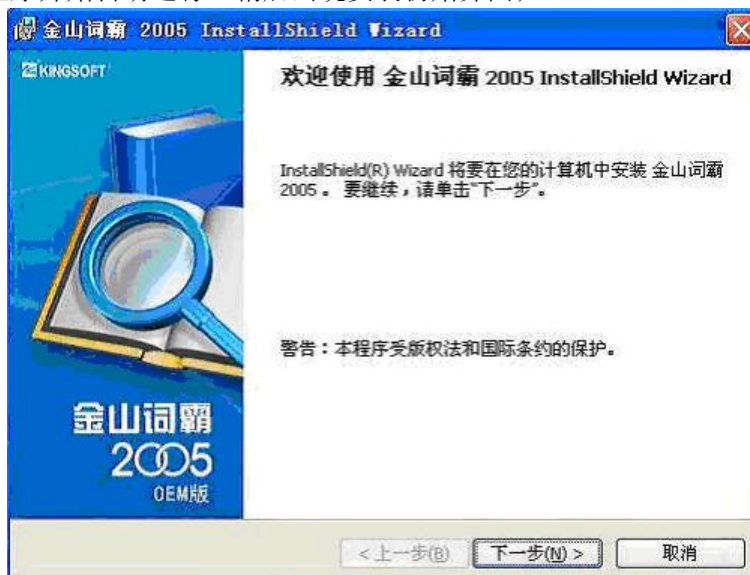 金山词霸 2005 InstallShield Wizard
KINGSOFT
欢迎使用 金山词霸 2005 InstallShield Wizard
InstallShield(R) Wizard 将要在您的计算机中安装 金山词霸
2005 。 要继续，请单击“下一步”。
警告：本程序受版权法和国际条约的保护。
金山词霸
2005
OEM版
<上一步(B)
下一步(N) >
取消